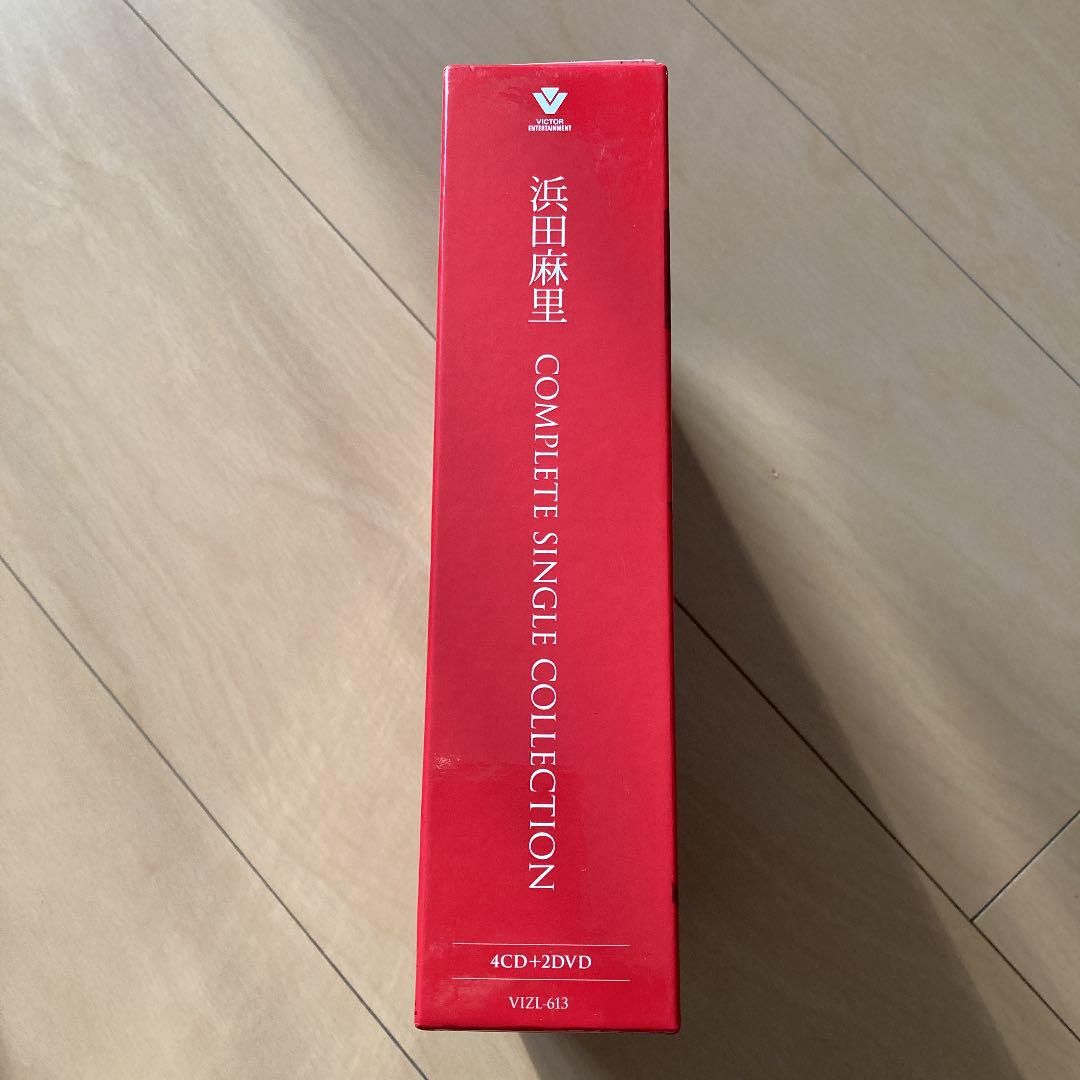 VICTOR
ENTERTAINMENT
浜田麻里 COMPLETE SINGLE COLLECTION
4CD+2DVD
VIZL-613